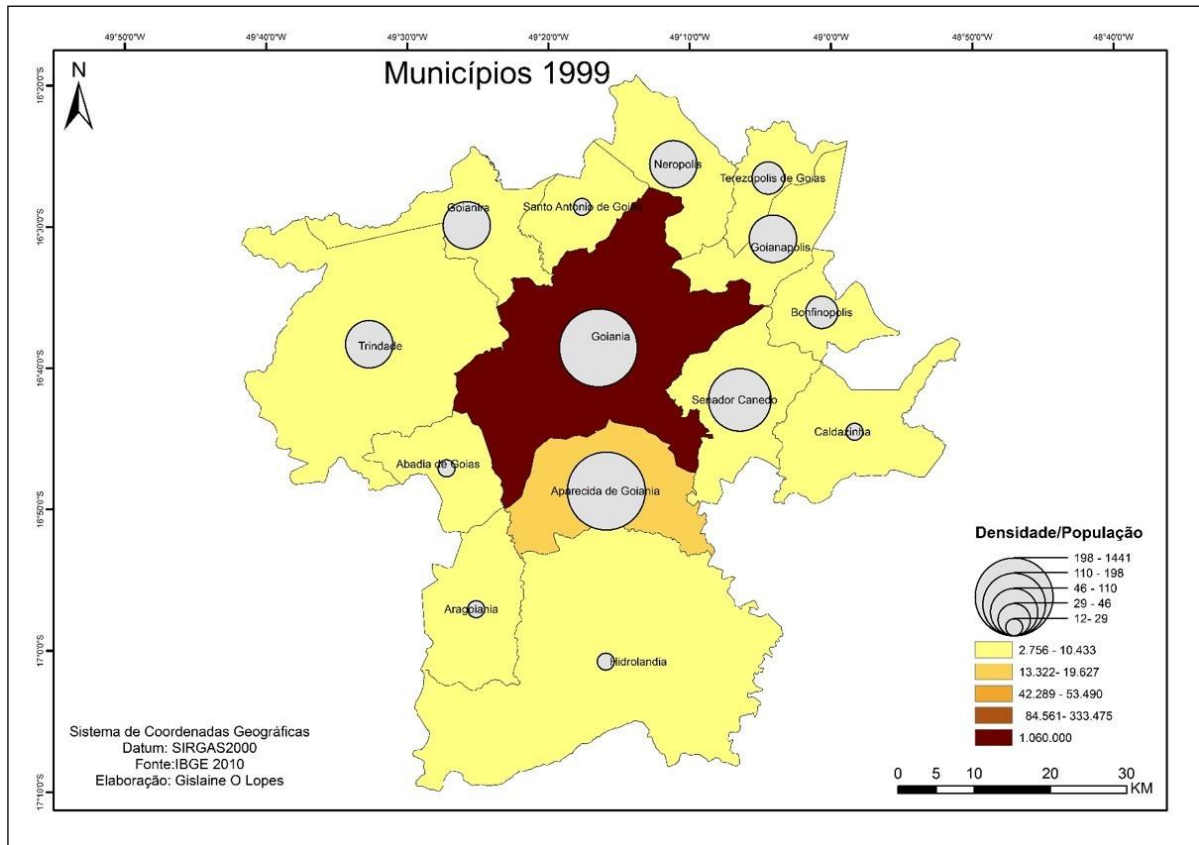 49°50'0"W 49°40'0"W 49°30'0"W 49°20'0"W 49°10'0"W 49°0'0"W 48°50'0"W 48°40'0"W
N
Municípios 1999
16°20'0"S
16°30'0"S
16°40'0"S
16°50'0"S
17°0'0"S
17°10'0"S
Neropolis
Terezopolis de Goias
Goianira
Santo Antonio de Goias
Goianapolis
Bonfinopolis
Goiania
Trindade
Senador Canedo
Caldazinha
Abadia de Goias
Aparecida de Goiania
Aragoiania
Hidrolandia
Densidade/População
198 - 1441
110 - 198
46 - 110
29 - 46
12- 29
2.756 - 10.433
13.322- 19.627
42.289 - 53.490
84.561- 333.475
1.060.000
Sistema de Coordenadas Geográficas
Datum: SIRGAS2000
Fonte:IBGE 2010
Elaboração: Gislaine O Lopes
0 5 10 20 30
KM